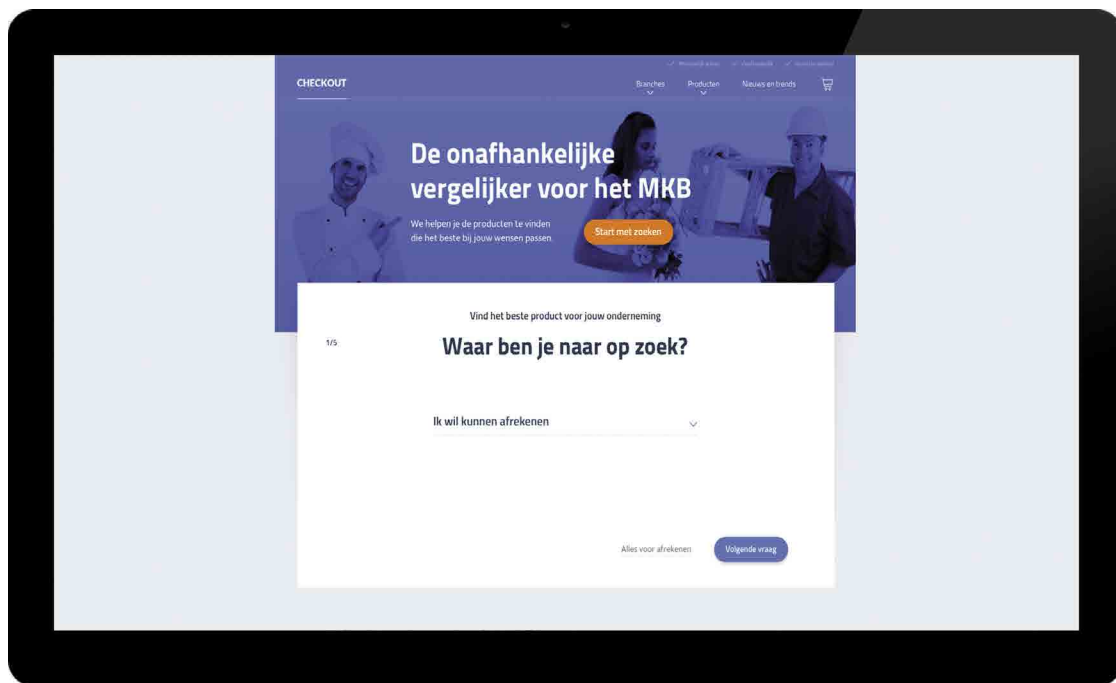 CHECKOUT
Branches
Producten
Nieuws en trends
De onafhankelijke
vergelijker voor het MKB
We helpen je de producten te vinden
die het beste bij jouw wensen passen
Start met zoeken
Vind het beste product voor jouw onderneming
1/5
Waar ben je naar op zoek?
Ik wil kunnen afrekenen
Alles voor afrekenen
Volgende vraag